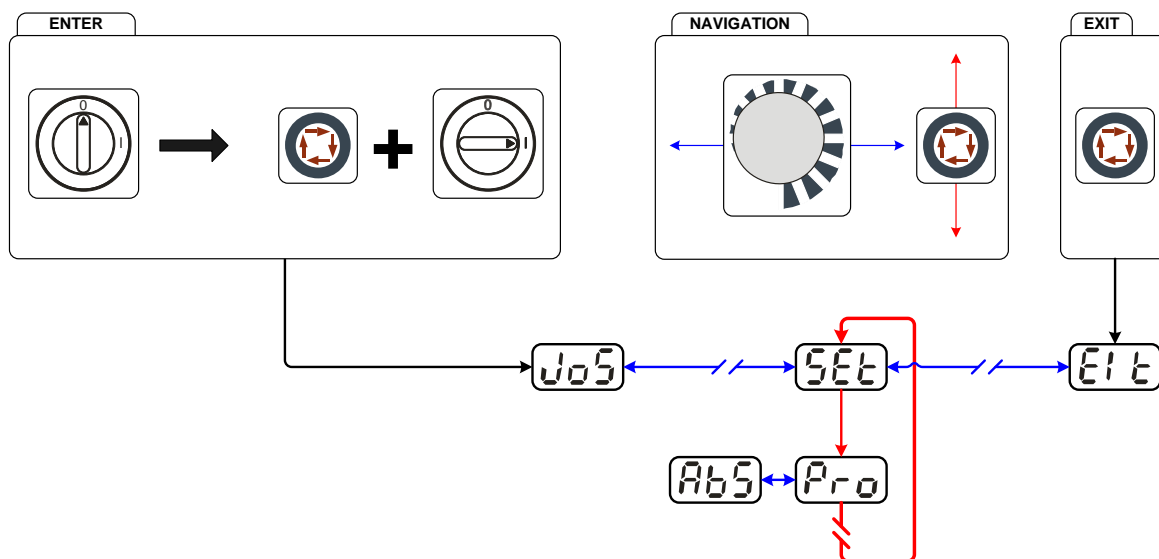 ENTER
NAVIGATION
EXIT
0
I
0
I
JoS
SEt
EIt
AbS
Pro